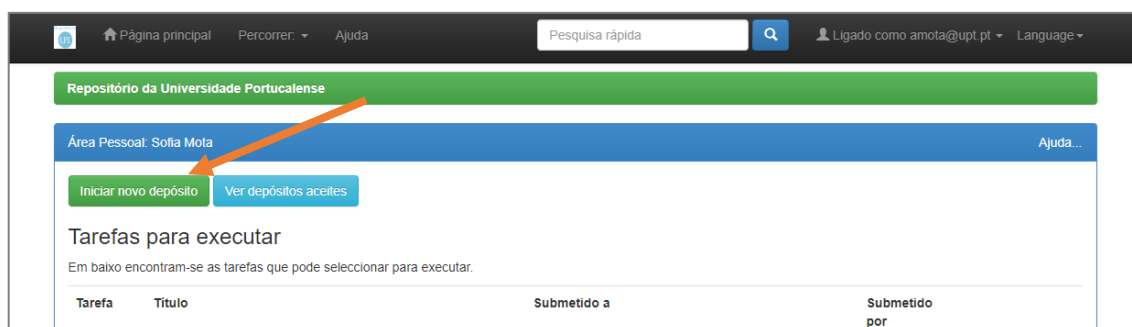 UPT Página principal Percorrer: Ajuda Pesquisa rápida Ligado como amota@upt.pt Language
Repositório da Universidade Portucalense
Área Pessoal: Sofia Mota Ajuda...
Iniciar novo depósito Ver depósitos aceites
Tarefas para executar
Em baixo encontram-se as tarefas que pode seleccionar para executar.
Tarefa Título Submetido a Submetido
por